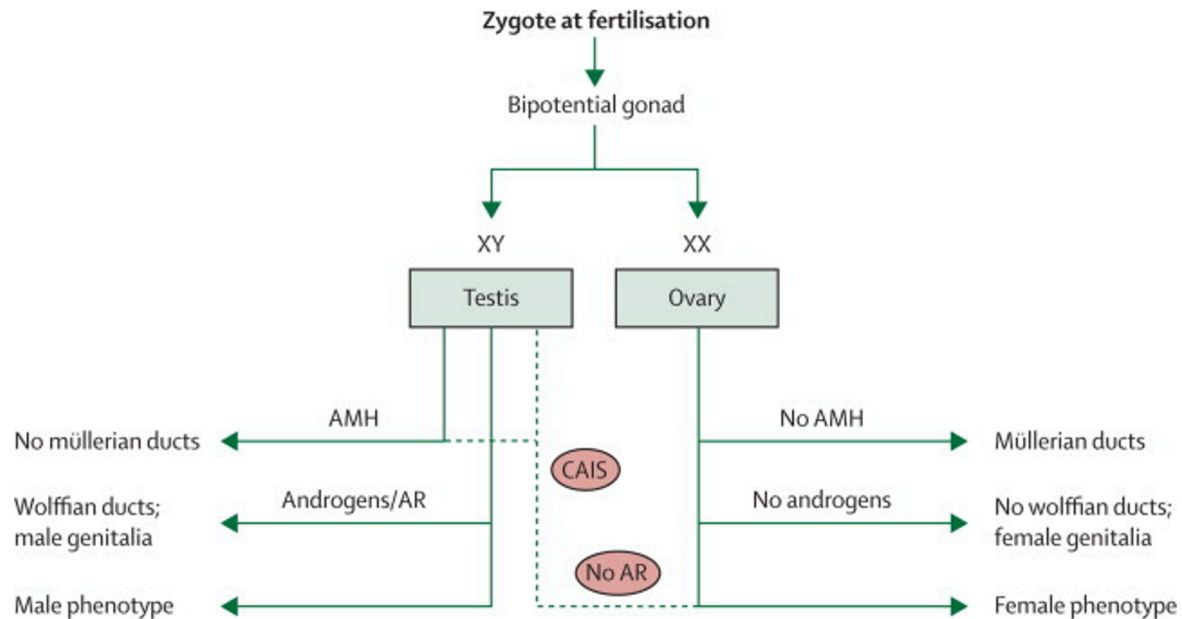 Zygote at fertilisation
Bipotential gonad
XY
XX
Testis
Ovary
AMH
No AMH
No müllerian ducts
Müllerian ducts
CAIS
Androgens/AR
No androgens
Wolffian ducts;
male genitalia
No wolffian ducts;
female genitalia
No AR
Male phenotype
Female phenotype